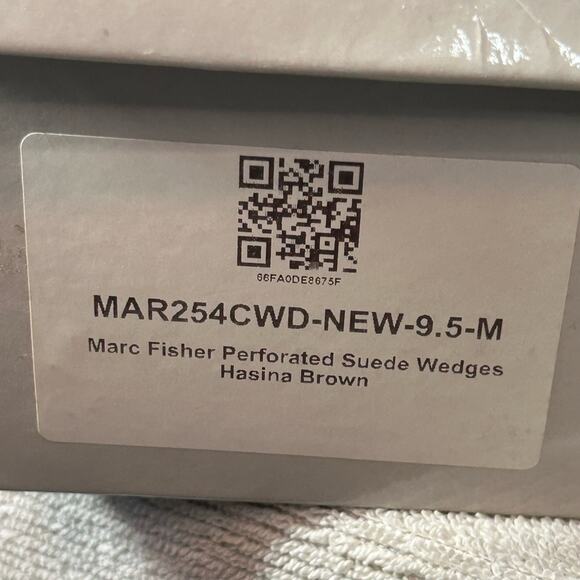 66FA0DE8675F
MAR254CWD-NEW-9.5-M
Marc Fisher Perforated Suede Wedges
Hasina Brown